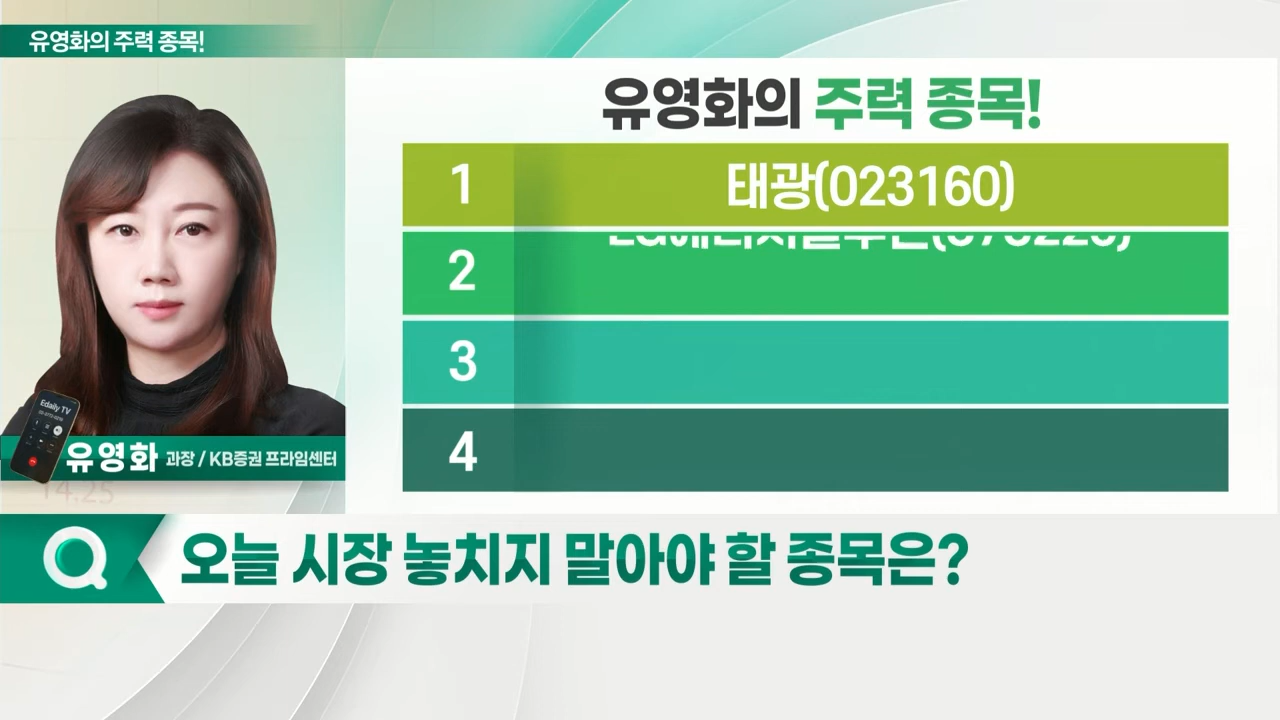 유영화의 주력 종목!
유영화의 주력 종목!
1 태광(023160)
2
3
4
Edaily TV
유영화 과장 / KB증권 프라임센터
14.25
오늘 시장 놓치지 말아야 할 종목은?